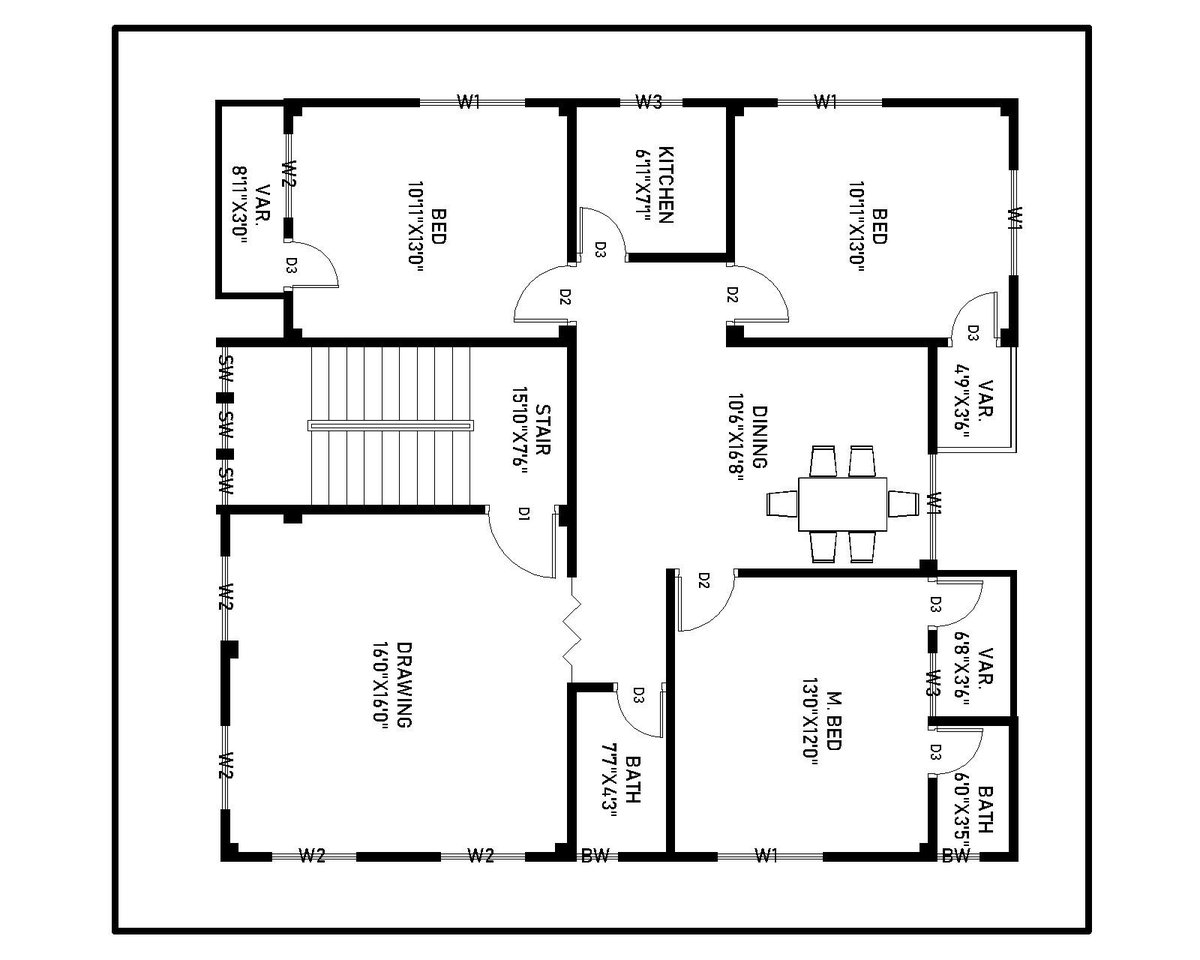 W1
W3
W1
VAR.
8'11"X3'0"
W2
D3
BED
10'11"X13'0"
D2
KITCHEN
6'11"X7'1"
D3
D2
BED
10'11"X13'0"
W1
D3
VAR.
4'9"X3'6"
SW
SW
SW
STAIR
15'10"X7'6"
D1
DINING
10'6"X16'8"
W1
D2
W2
W2
DRAWING
16'0"X16'0"
D3
BATH
7'7"X4'3"
M. BED
13'0"X12'0"
D3
VAR.
6'8"X3'6"
W3
D3
BATH
6'0"X3'5"
W2
W2
BW
W1
BW